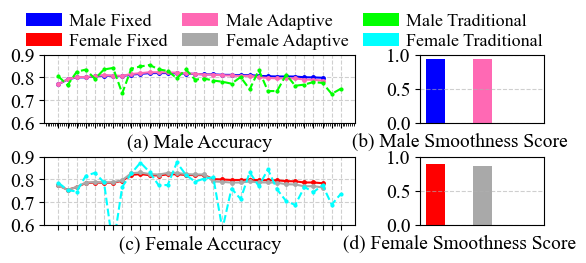 Male Fixed Male Adaptive Male Traditional
Female Fixed Female Adaptive Female Traditional
0.9
0.8
0.7
0.6
(a) Male Accuracy
1.0
0.5
0.0
(b) Male Smoothness Score
0.9
0.8
0.7
0.6
(c) Female Accuracy
1.0
0.5
0.0
(d) Female Smoothness Score